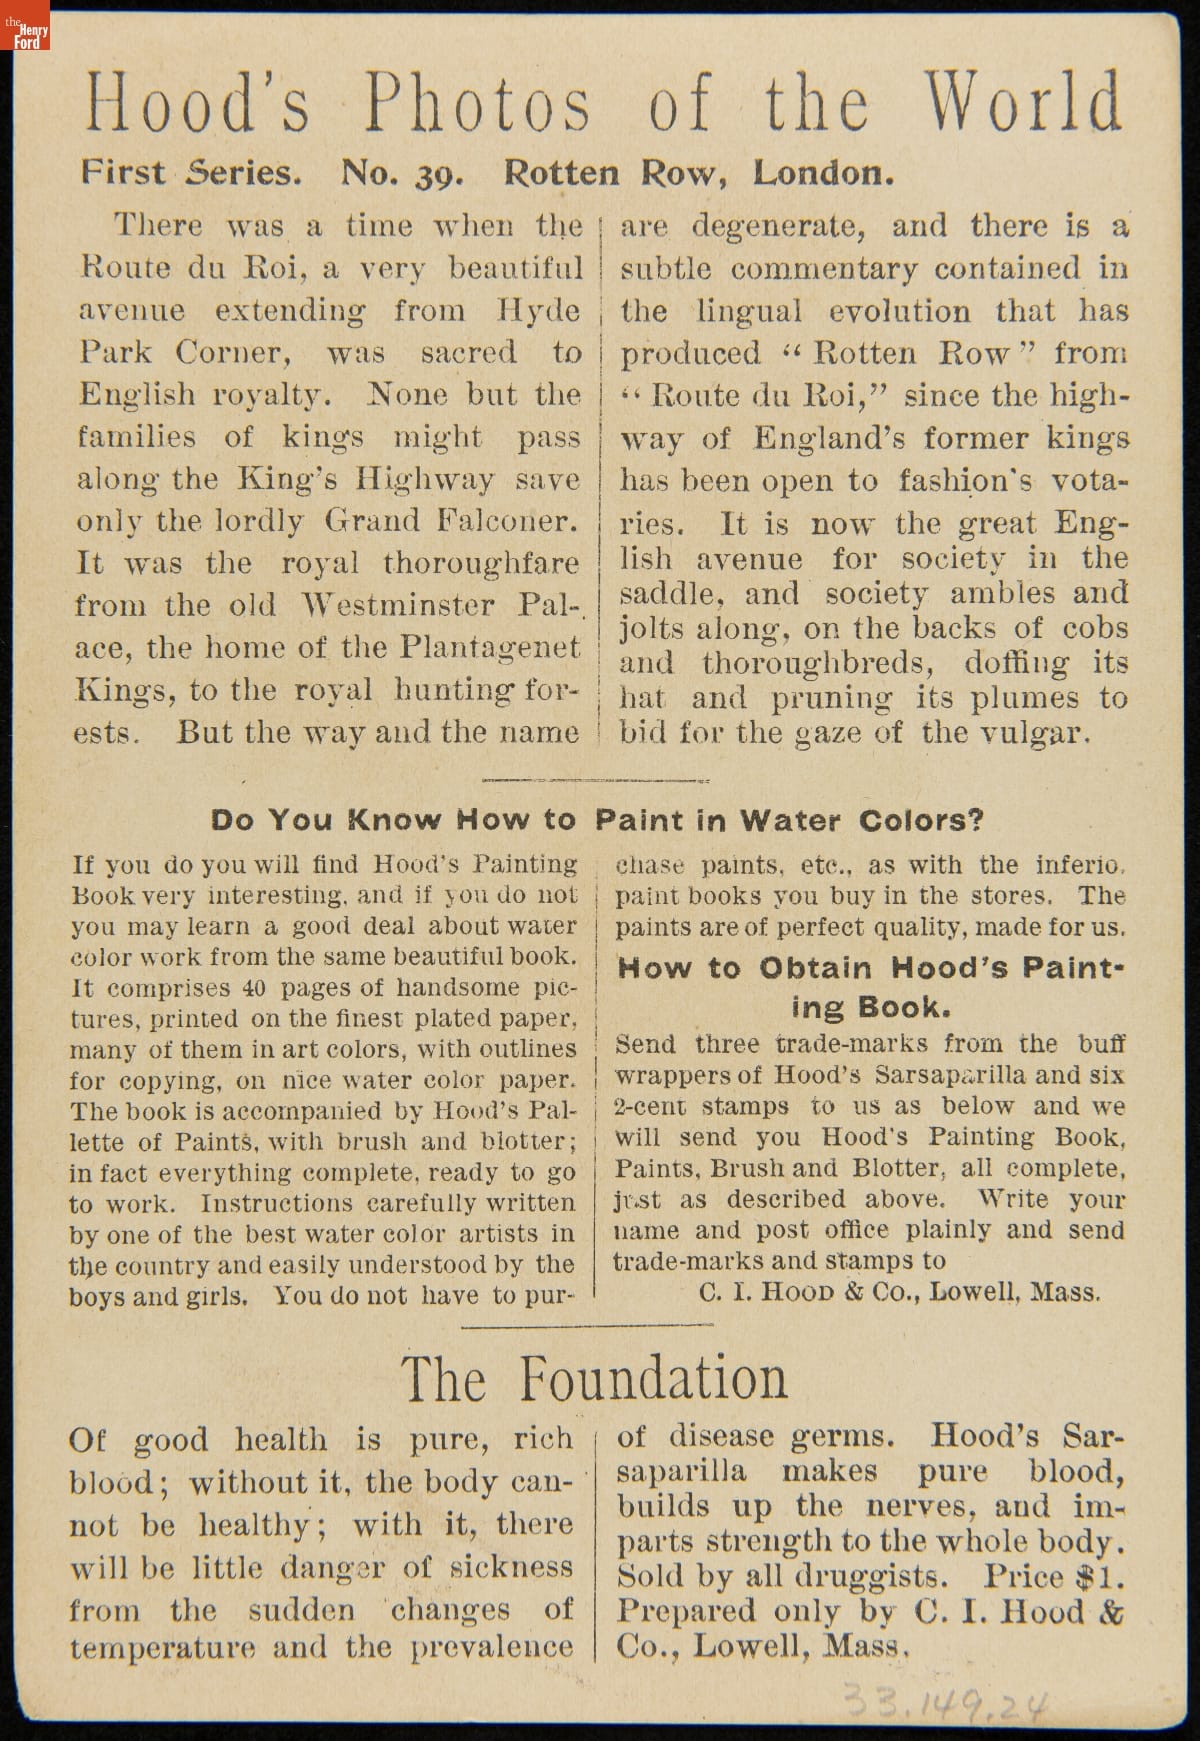 the
Henry
Ford
Hood's Photos of the World
First Series. No. 39. Rotten Row, London.
There was a time when the
Route du Roi, a very beautiful
avenue extending from Hyde
Park Corner, was sacred to
English royalty. None but the
families of kings might pass
along the King's Highway save
only the lordly Grand Falconer.
It was the royal thoroughfare
from the old Westminster Pal-
ace, the home of the Plantagenet
Kings, to the royal hunting for-
ests. But the way and the name
are degenerate, and there is a
subtle commentary contained in
the lingual evolution that has
produced “Rotten Row” from
“Route du Roi,” since the high-
way of England's former kings
has been open to fashion's vota-
ries. It is now the great Eng-
lish avenue for society in the
saddle, and society ambles and
jolts along, on the backs of cobs
and thoroughbreds, doffing its
hat and pruning its plumes to
bid for the gaze of the vulgar.
Do You Know How to Paint in Water Colors?
If you do you will find Hood's Painting
Book very interesting, and if you do not
you may learn a good deal about water
color work from the same beautiful book.
It comprises 40 pages of handsome pic-
tures, printed on the finest plated paper,
many of them in art colors, with outlines
for copying, on nice water color paper.
The book is accompanied by Hood's Pal-
lette of Paints, with brush and blotter;
in fact everything complete, ready to go
to work. Instructions carefully written
by one of the best water color artists in
the country and easily understood by the
boys and girls. You do not have to pur-
chase paints, etc., as with the inferio.
paint books you buy in the stores. The
paints are of perfect quality, made for us.
How to Obtain Hood's Paint-
ing Book.
Send three trade-marks from the buff
wrappers of Hood's Sarsaparilla and six
2-cent stamps to us as below and we
will send you Hood's Painting Book,
Paints, Brush and Blotter, all complete,
just as described above. Write your
name and post office plainly and send
trade-marks and stamps to
C. I. HOOD & CO., Lowell, Mass.
The Foundation
Of good health is pure, rich
blood; without it, the body can-
not be healthy; with it, there
will be little danger of sickness
from the sudden changes of
temperature and the prevalence
of disease germs. Hood's Sar-
saparilla makes pure blood,
builds up the nerves, and im-
parts strength to the whole body.
Sold by all druggists. Price $1.
Prepared only by C. I. Hood &
Co., Lowell, Mass.
33.149.24